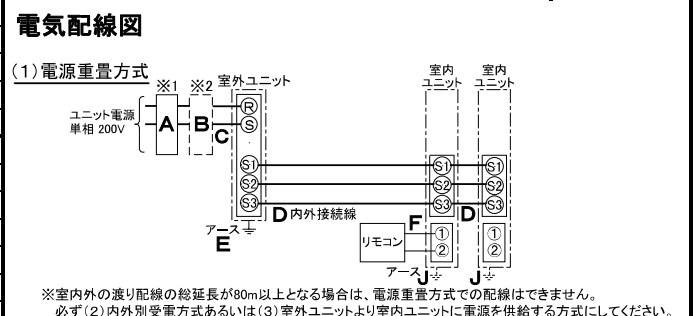 電気配線図
(1)電源重畳方式
※1 ※2 室外ユニット 室内ユニット 室内ユニット
ユニット電源
単相 200V
A B C
R
S
S1 S1 S1
S2 S2 S2
S3 S3 S3
D 内外接続線 D
アース
E
リモコン F ① ①
② ②
アース J J
※室内外の渡り配線の総延長が80m以上となる場合は、電源重畳方式での配線はできません。
必ず(2)内外別受電方式あるいは(3)室外ユニットより室内ユニットに電源を供給する方式にしてください。